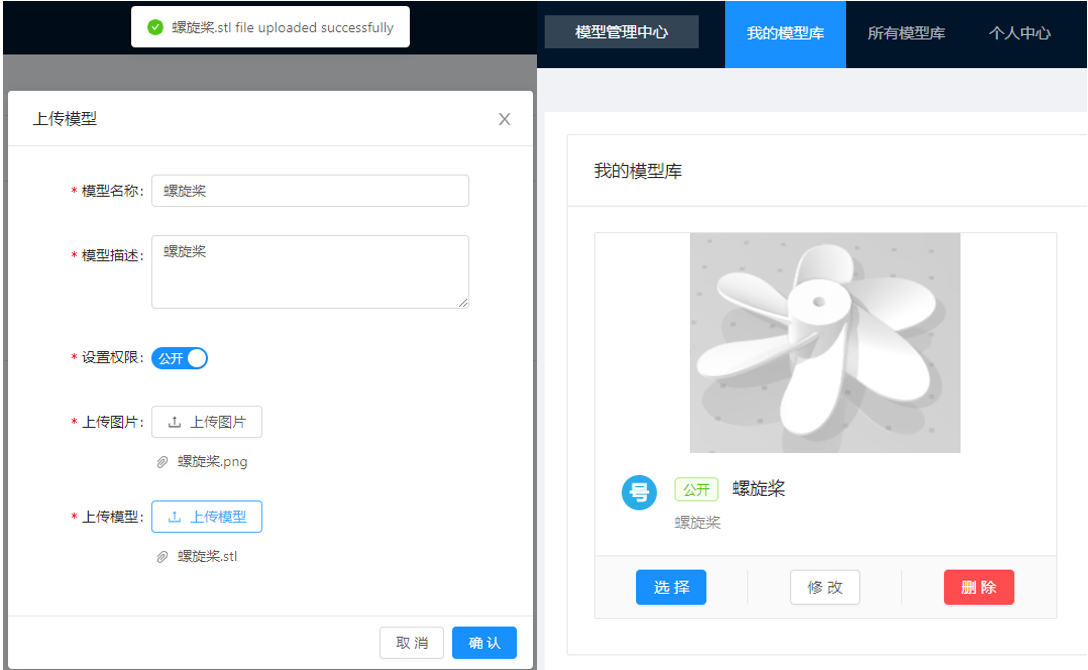 螺旋桨.stl file uploaded successfully
上传模型
* 模型名称: 螺旋桨
* 模型描述: 螺旋桨
* 设置权限: 公开
* 上传图片: 上传图片
螺旋桨.png
* 上传模型: 上传模型
螺旋桨.stl
取 消 确 认
模型管理中心 我的模型库 所有模型库 个人中心
我的模型库
号 公开 螺旋桨
螺旋桨
选 择 修 改 删 除